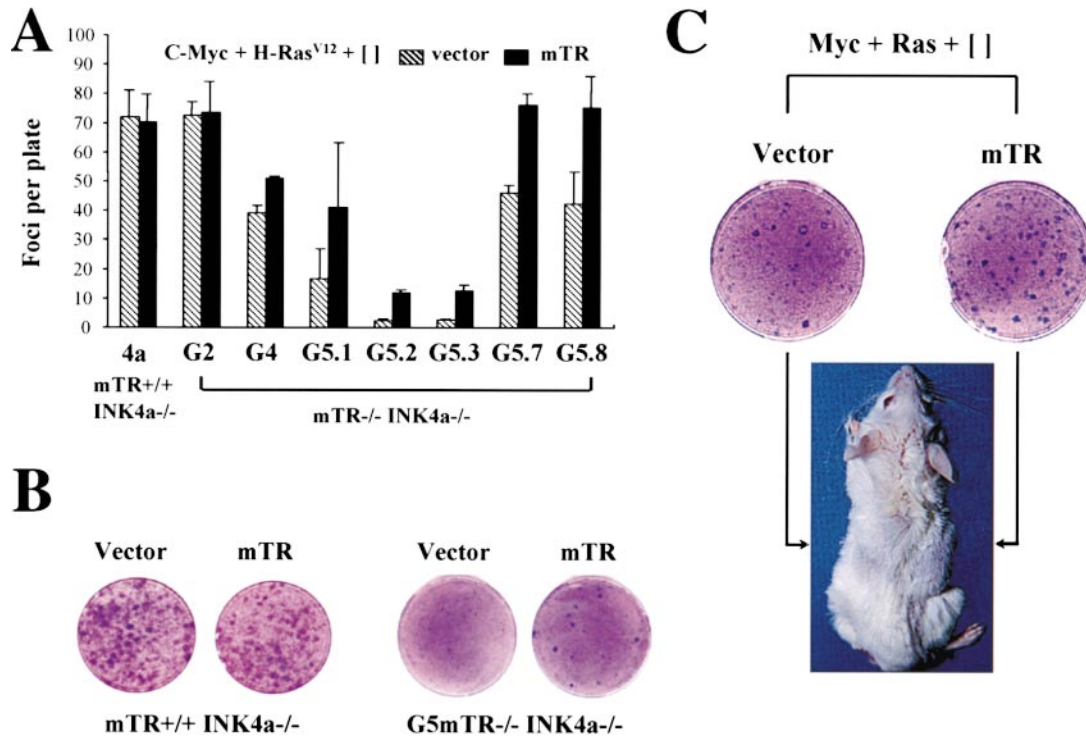 A
C-Myc + H-RasV12 + [ ] vector mTR
Foci per plate
100
90
80
70
60
50
40
30
20
10
0
4a G2 G4 G5.1 G5.2 G5.3 G5.7 G5.8
mTR+/+
INK4a-/-
mTR-/- INK4a-/-
B
Vector mTR
mTR+/+ INK4a-/-
Vector mTR
G5mTR-/- INK4a-/-
C
Myc + Ras + [ ]
Vector mTR